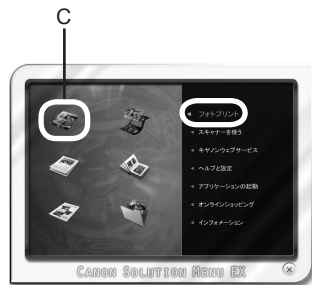 C
フォトプリント
スキャナーを使う
キヤノンウェブサービス
ヘルプと設定
アプリケーションの起動
オンラインショッピング
インフォメーション
CANON SOLUTION MENU EX